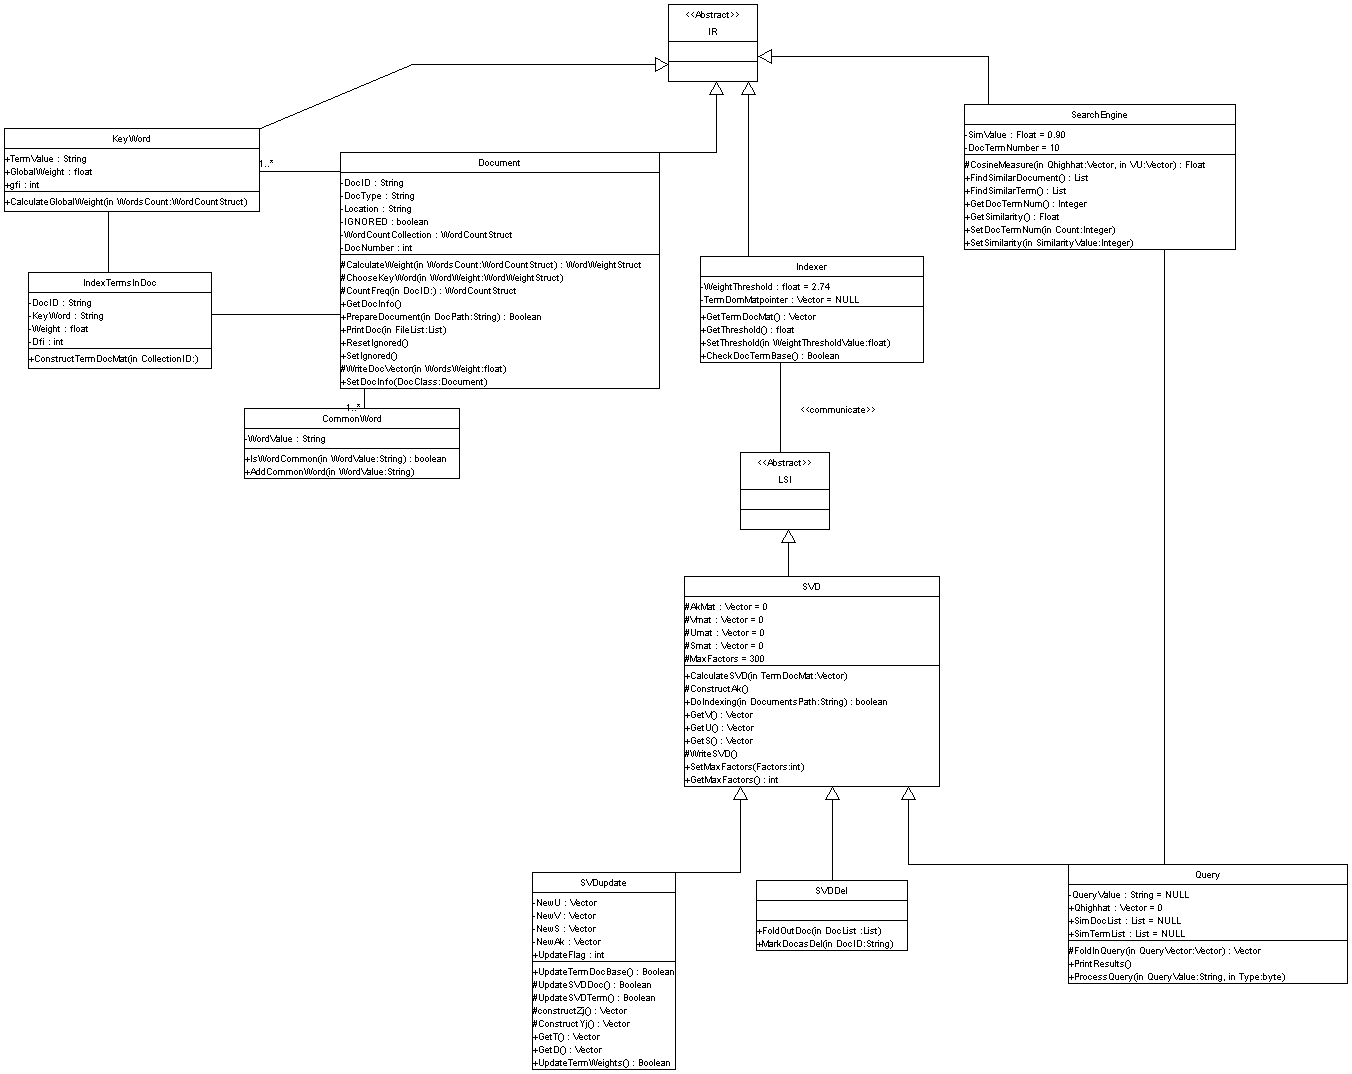 <<Abstract>>
IR
KeyWord
+TermValue : String
+GlobalWeight : float
+gfi : int
+CalculateGlobalWeight(in WordsCount:WordCountStruct)
1..*
Document
-DocID : String
-DocType : String
-Location : String
-IGNORED : boolean
-WordCountCollection : WordCountStruct
-DocNumber : int
#CalculateWeight(in WordsCount:WordCountStruct) : WordWeightStruct
#ChooseKeyWord(in WordWeight:WordWeightStruct)
#CountFreq(in DocID:) : WordCountStruct
+GetDocInfo()
+PrepareDocument(in DocPath:String) : Boolean
+PrintDoc(in FileList:List)
+ResetIgnored()
+SetIgnored()
#WriteDocVector(in WordsWeight:float)
+SetDocInfo(DocClass:Document)
SearchEngine
-SimValue : Float = 0.90
-DocTermNumber = 10
#CosineMeasure(in Qhighhat:Vector, in VU:Vector) : Float
+FindSimilarDocument() : List
+FindSimilarTerm() : List
+GetDocTermNum() : Integer
+GetSimilarity() : Float
+SetDocTermNum(in Count:Integer)
+SetSimilarity(in SimilarityValue:Integer)
IndexTermsInDoc
-DocID : String
-KeyWord : String
-Weight : float
-Dfi : int
+ConstructTermDocMat(in CollectionID:)
Indexer
-WeightThreshold : float = 2.74
-TermDomMatpointer : Vector = NULL
+GetTermDocMat() : Vector
+GetThreshold() : float
+SetThreshold(in WeightThresholdValue:float)
+CheckDocTermBase() : Boolean
1..*
CommonWord
-WordValue : String
+IsWordCommon(in WordValue:String) : boolean
+AddCommonWord(in WordValue:String)
<<communicate>>
<<Abstract>>
LSI
SVD
#AkMat : Vector = 0
#Vmat : Vector = 0
#Umat : Vector = 0
#Smat : Vector = 0
#MaxFactors = 300
+CalculateSVD(in TermDocMat:Vector)
#ConstructAk()
+DoIndexing(in DocumentsPath:String) : boolean
+GetV() : Vector
+GetU() : Vector
+GetS() : Vector
#WriteSVD()
+SetMaxFactors(Factors:int)
+GetMaxFactors() : int
SVDupdate
-NewU : Vector
-NewV : Vector
-NewS : Vector
-NewAk : Vector
+UpdateFlag : int
+UpdateTermDocBase() : Boolean
#UpdateSVDDoc() : Boolean
#UpdateSVDTerm() : Boolean
#constructZj() : Vector
#ConstructYj() : Vector
+GetT() : Vector
+GetD() : Vector
+UpdateTermWeights() : Boolean
SVDDel
+FoldOutDoc(in DocList :List)
+MarkDocasDel(in DocID:String)
Query
-QueryValue : String = NULL
+Qhighhat : Vector = 0
+SimDocList : List = NULL
+SimTermList : List = NULL
#FoldInQuery(in QueryVector:Vector) : Vector
+PrintResults()
+ProcessQuery(in QueryValue:String, in Type:byte)